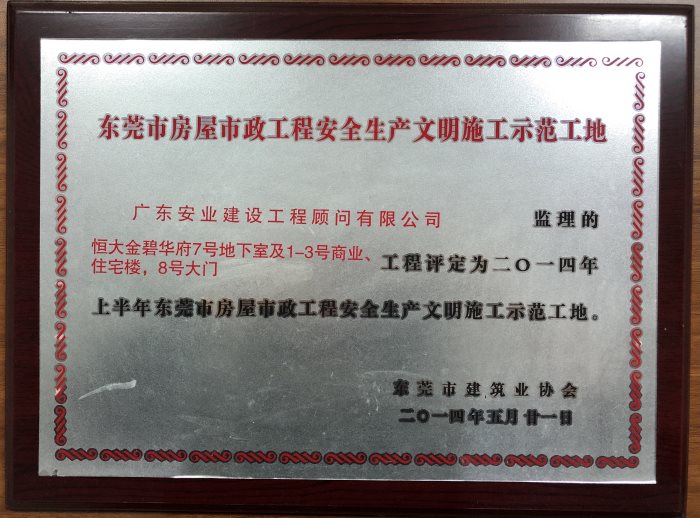 东莞市房屋市政工程安全生产文明施工示范工地
广东安业建设工程顾问有限公司 监理的
恒大金碧华府7号地下室及1-3号商业、
住宅楼，8号大门 工程评定为二〇一四年
上半年东莞市房屋市政工程安全生产文明施工示范工地。
东莞市建筑业协会
二〇一四年五月廿一日